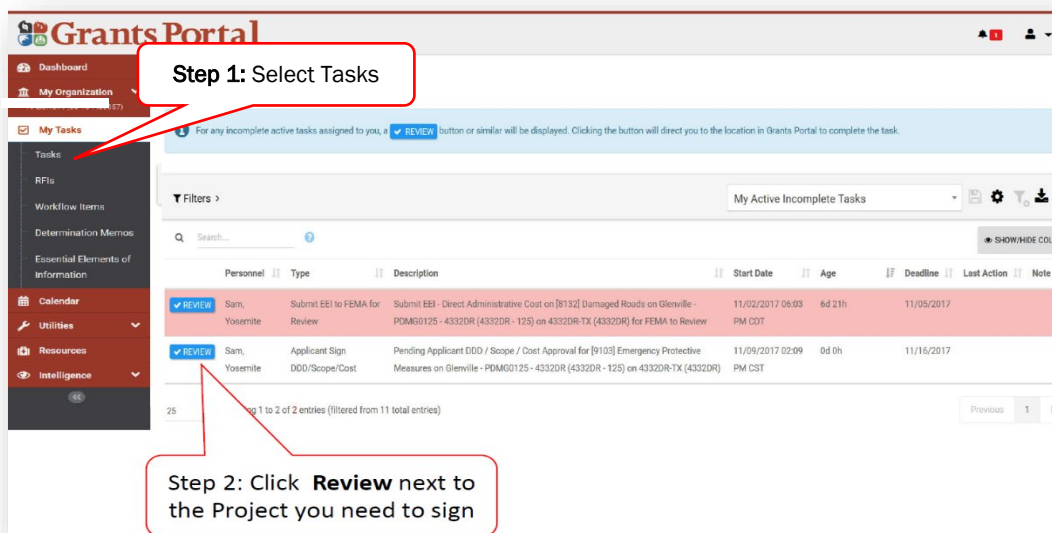 Grants Portal
1
Dashboard
Step 1: Select Tasks
My Organization
My Tasks
For any incomplete active tasks assigned to you, a REVIEW button or similar will be displayed. Clicking the button will direct you to the location in Grants Portal to complete the task.
Tasks
RFIs
Filters >
My Active Incomplete Tasks
Workflow Items
Determination Memos
Search...
SHOW/HIDE COL
Essential Elements of
Information
Personnel Type Description Start Date Age Deadline Last Action Note
Calendar
REVIEW Sam, Submit EEI to FEMA for Submit EEI - Direct Administrative Cost on [8132] Damaged Roads on Glenville - 11/02/2017 06:03 6d 21h 11/05/2017
Yosemite Review PDMG0125 - 4332DR (4332DR - 125) on 4332DR-TX (4332DR) for FEMA to Review PM CDT
Utilities
Resources
REVIEW Sam, Applicant Sign Pending Applicant DDD / Scope / Cost Approval for [9103] Emergency Protective 11/09/2017 02:09 0d 0h 11/16/2017
Yosemite DDD/Scope/Cost Measures on Glenville - PDMG0125 - 4332DR (4332DR - 125) on 4332DR-TX (4332DR) PM CST
Intelligence
25 1 to 2 of 2 entries (filtered from 11 total entries) Previous 1
Step 2: Click Review next to
the Project you need to sign